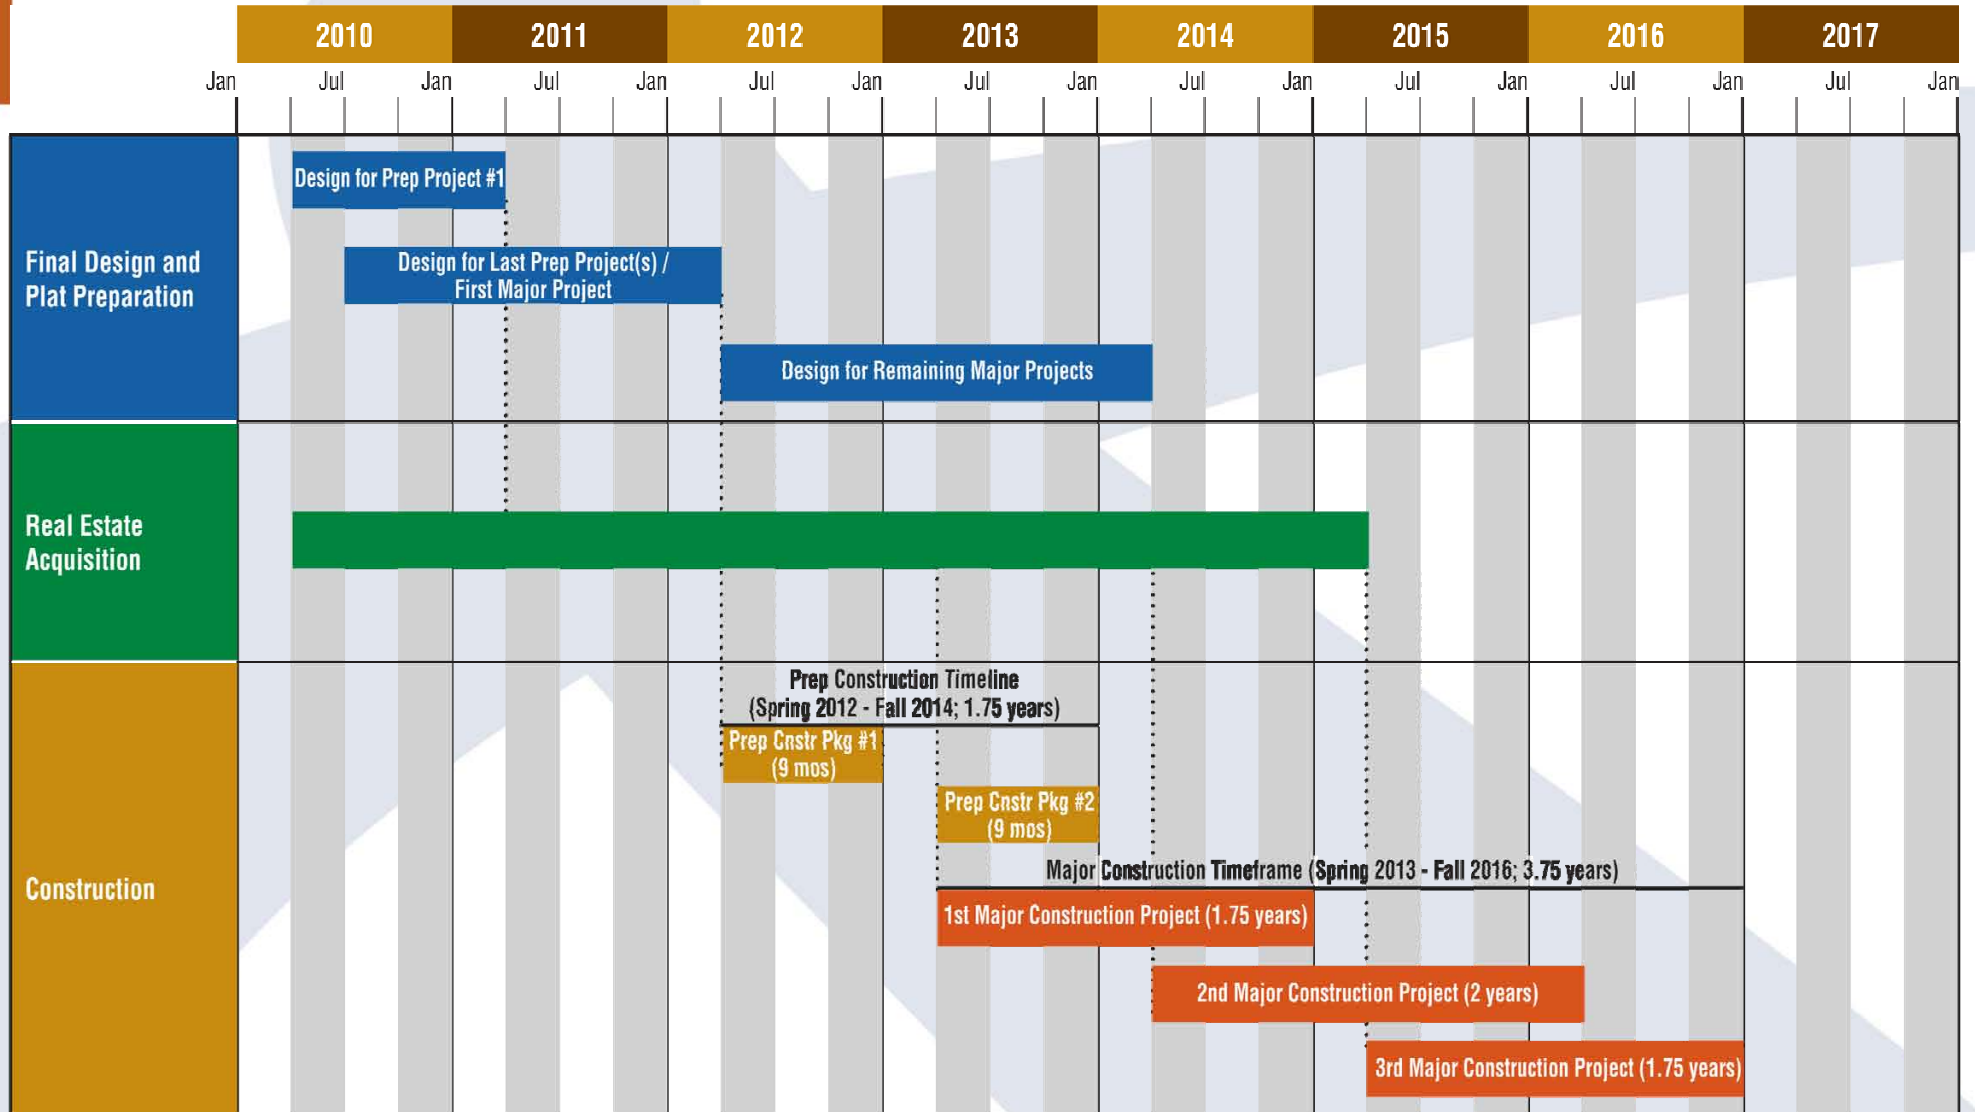 2010 2011 2012 2013 2014 2015 2016 2017
Jan Jul Jan Jul Jan Jul Jan Jul Jan Jul Jan Jul Jan Jul Jan Jul Jan
Final Design and
Plat Preparation
Design for Prep Project #1
Design for Last Prep Project(s) /
First Major Project
Design for Remaining Major Projects
Real Estate
Acquisition
Construction
Prep Construction Timeline
(Spring 2012 - Fall 2014; 1.75 years)
Prep Cnstr Pkg #1
(9 mos)
Prep Cnstr Pkg #2
(9 mos)
Major Construction Timeframe (Spring 2013 - Fall 2016; 3.75 years)
1st Major Construction Project (1.75 years)
2nd Major Construction Project (2 years)
3rd Major Construction Project (1.75 years)